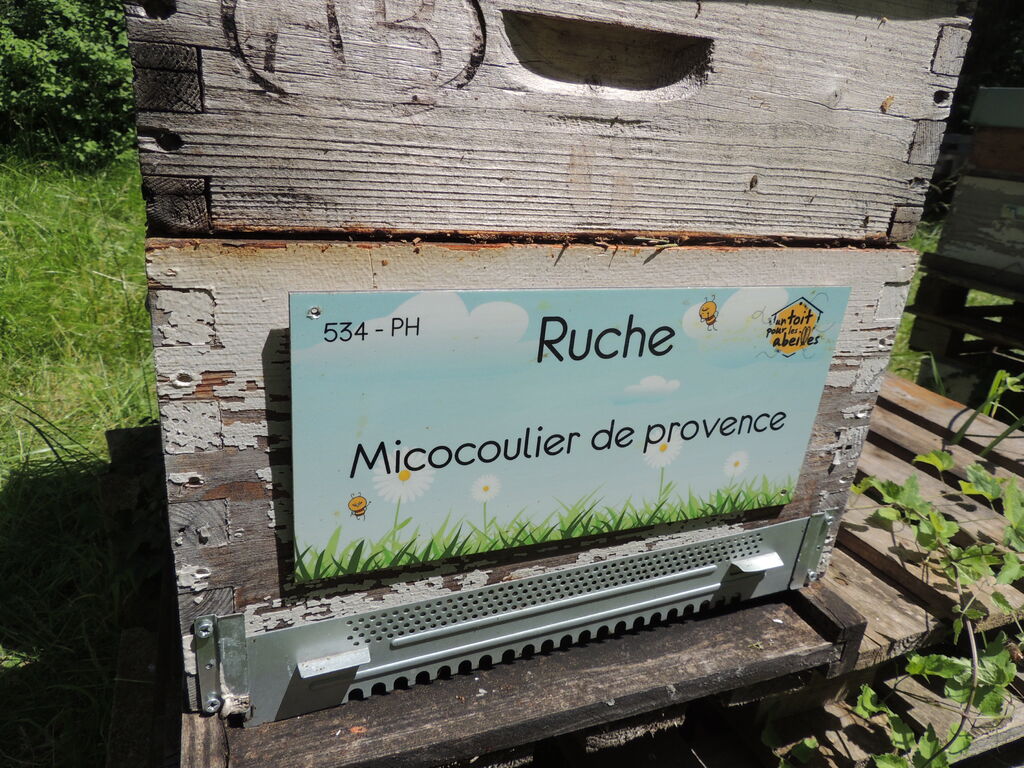 534 - PH
Ruche
un toit
pour les
abeilles
Micocoulier de provence